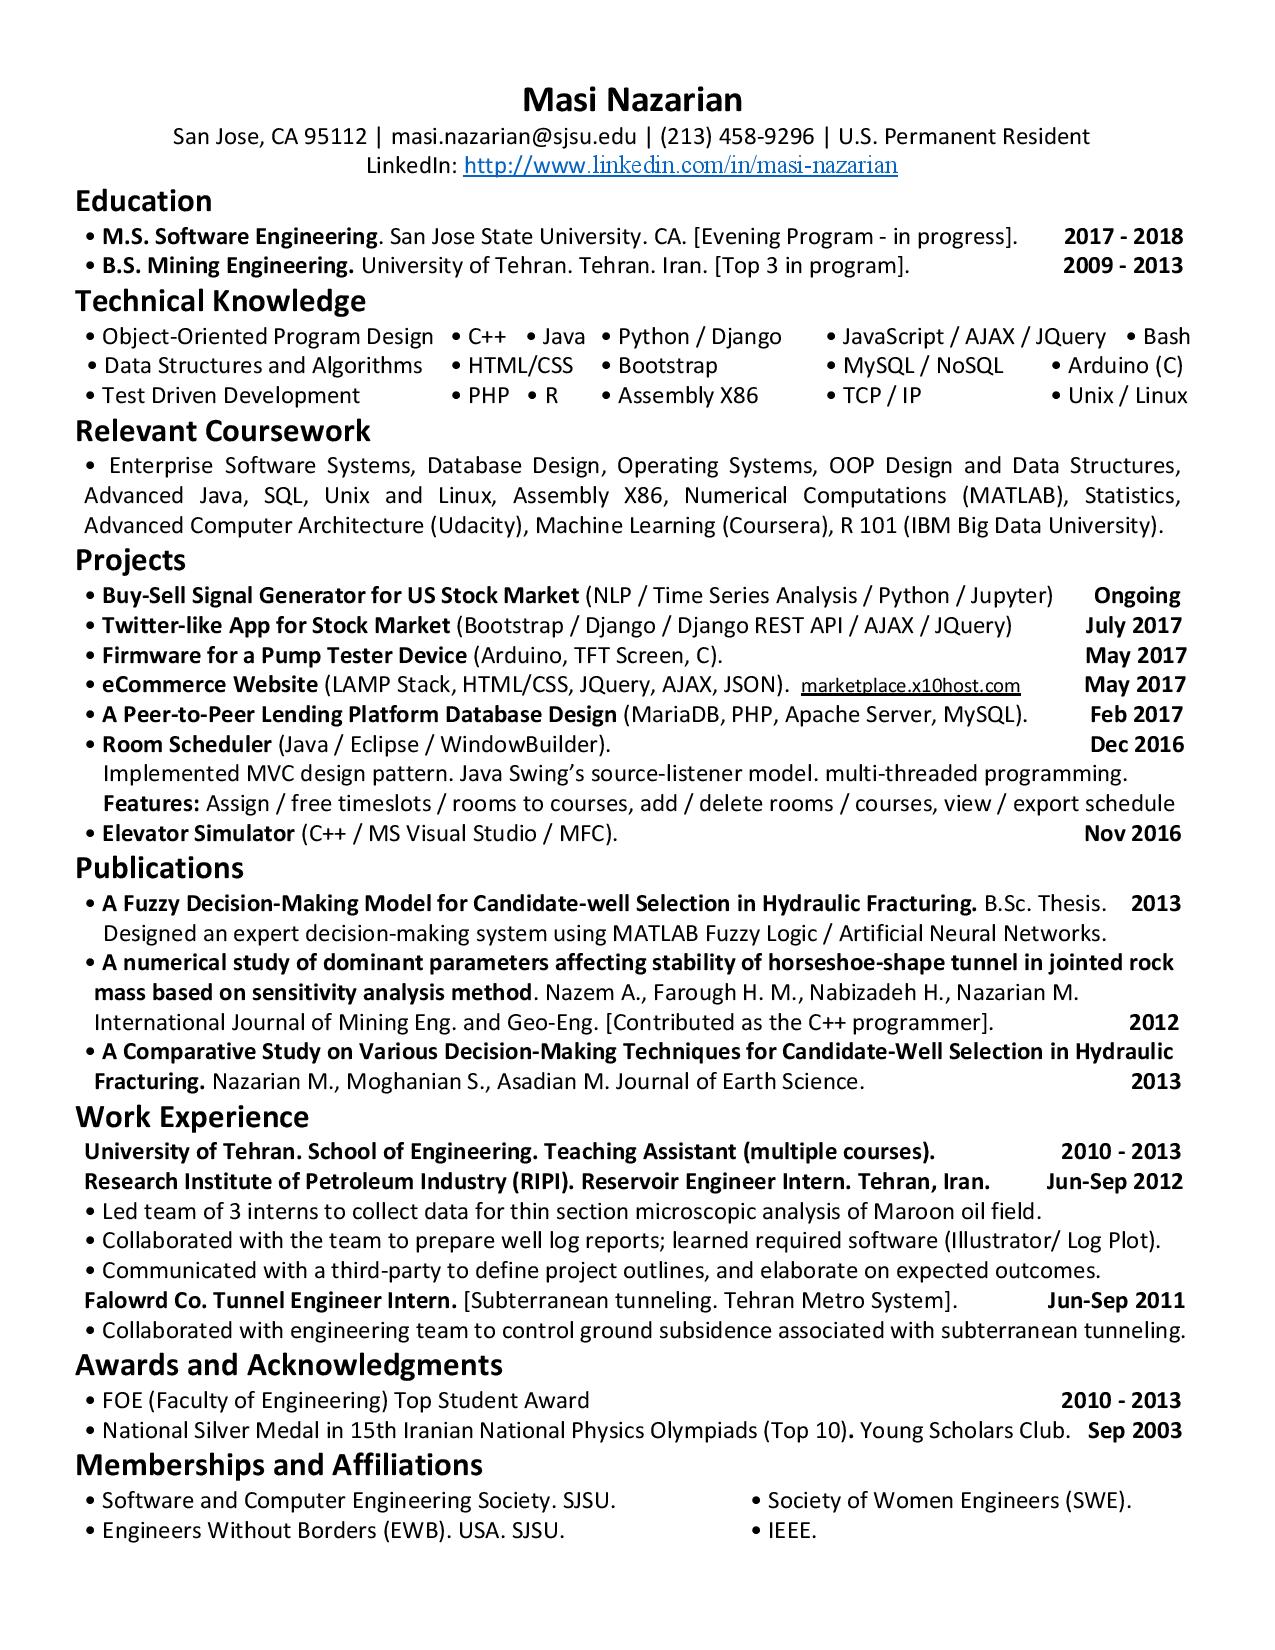 Masi Nazarian
San Jose, CA 95112 | masi.nazarian@sjsu.edu | (213) 458-9296 | U.S. Permanent Resident
LinkedIn: http://www.linkedin.com/in/masi-nazarian
Education
• M.S. Software Engineering. San Jose State University. CA. [Evening Program - in progress]. 2017 - 2018
• B.S. Mining Engineering. University of Tehran. Tehran. Iran. [Top 3 in program]. 2009 - 2013
Technical Knowledge
• Object-Oriented Program Design • C++ • Java • Python / Django • JavaScript / AJAX / JQuery • Bash
• Data Structures and Algorithms • HTML/CSS • Bootstrap • MySQL / NoSQL • Arduino (C)
• Test Driven Development • PHP • R • Assembly X86 • TCP / IP • Unix / Linux
Relevant Coursework
• Enterprise Software Systems, Database Design, Operating Systems, OOP Design and Data Structures,
Advanced Java, SQL, Unix and Linux, Assembly X86, Numerical Computations (MATLAB), Statistics,
Advanced Computer Architecture (Udacity), Machine Learning (Coursera), R 101 (IBM Big Data University).
Projects
• Buy-Sell Signal Generator for US Stock Market (NLP / Time Series Analysis / Python / Jupyter) Ongoing
• Twitter-like App for Stock Market (Bootstrap / Django / Django REST API / AJAX / JQuery) July 2017
• Firmware for a Pump Tester Device (Arduino, TFT Screen, C). May 2017
• eCommerce Website (LAMP Stack, HTML/CSS, JQuery, AJAX, JSON). marketplace.x10host.com May 2017
• A Peer-to-Peer Lending Platform Database Design (MariaDB, PHP, Apache Server, MySQL). Feb 2017
• Room Scheduler (Java / Eclipse / WindowBuilder). Dec 2016
Implemented MVC design pattern. Java Swing’s source-listener model. multi-threaded programming.
Features: Assign / free timeslots / rooms to courses, add / delete rooms / courses, view / export schedule
• Elevator Simulator (C++ / MS Visual Studio / MFC). Nov 2016
Publications
• A Fuzzy Decision-Making Model for Candidate-well Selection in Hydraulic Fracturing. B.Sc. Thesis. 2013
Designed an expert decision-making system using MATLAB Fuzzy Logic / Artificial Neural Networks.
• A numerical study of dominant parameters affecting stability of horseshoe-shape tunnel in jointed rock
mass based on sensitivity analysis method. Nazem A., Farough H. M., Nabizadeh H., Nazarian M.
International Journal of Mining Eng. and Geo-Eng. [Contributed as the C++ programmer]. 2012
• A Comparative Study on Various Decision-Making Techniques for Candidate-Well Selection in Hydraulic
Fracturing. Nazarian M., Moghanian S., Asadian M. Journal of Earth Science. 2013
Work Experience
University of Tehran. School of Engineering. Teaching Assistant (multiple courses). 2010 - 2013
Research Institute of Petroleum Industry (RIPI). Reservoir Engineer Intern. Tehran, Iran. Jun-Sep 2012
• Led team of 3 interns to collect data for thin section microscopic analysis of Maroon oil field.
• Collaborated with the team to prepare well log reports; learned required software (Illustrator/ Log Plot).
• Communicated with a third-party to define project outlines, and elaborate on expected outcomes.
Falowrd Co. Tunnel Engineer Intern. [Subterranean tunneling. Tehran Metro System]. Jun-Sep 2011
• Collaborated with engineering team to control ground subsidence associated with subterranean tunneling.
Awards and Acknowledgments
• FOE (Faculty of Engineering) Top Student Award 2010 - 2013
• National Silver Medal in 15th Iranian National Physics Olympiads (Top 10). Young Scholars Club. Sep 2003
Memberships and Affiliations
• Software and Computer Engineering Society. SJSU. • Society of Women Engineers (SWE).
• Engineers Without Borders (EWB). USA. SJSU. • IEEE.